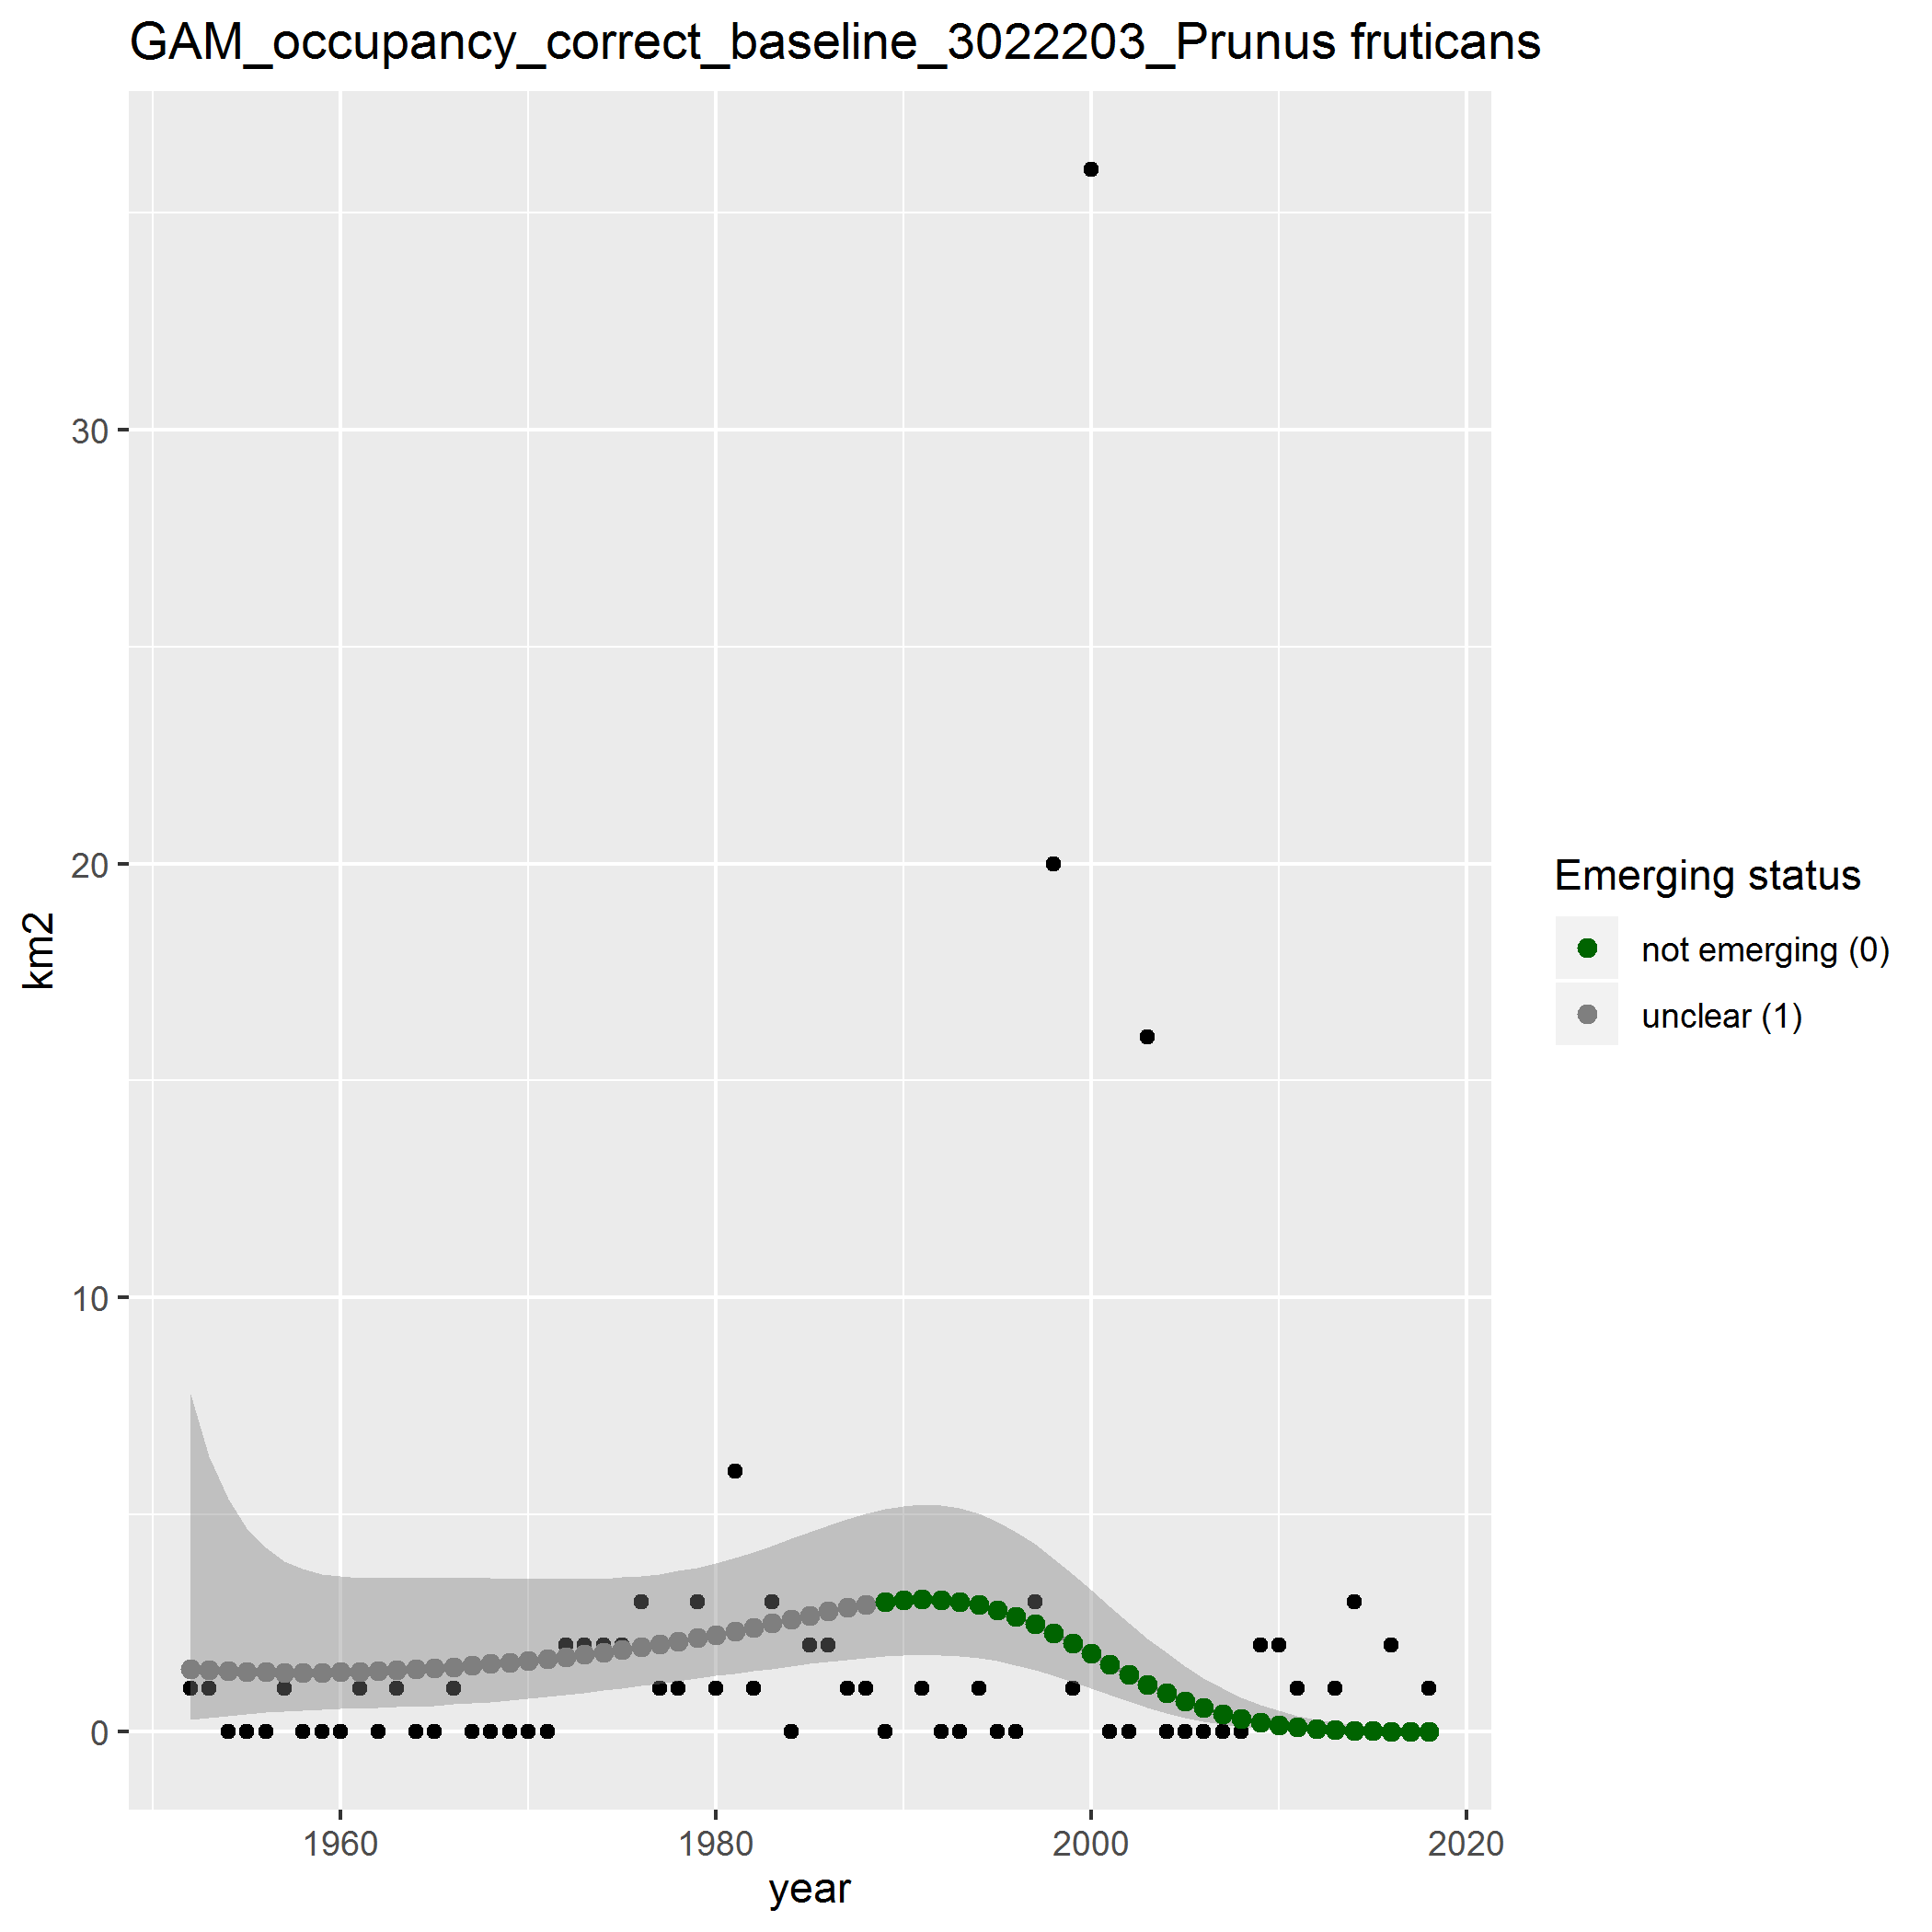 GAM_occupancy_correct_baseline_3022203_Prunus fruticans
30
20
10
0
km2
1960
1980
2000
2020
year
Emerging status
not emerging (0)
unclear (1)